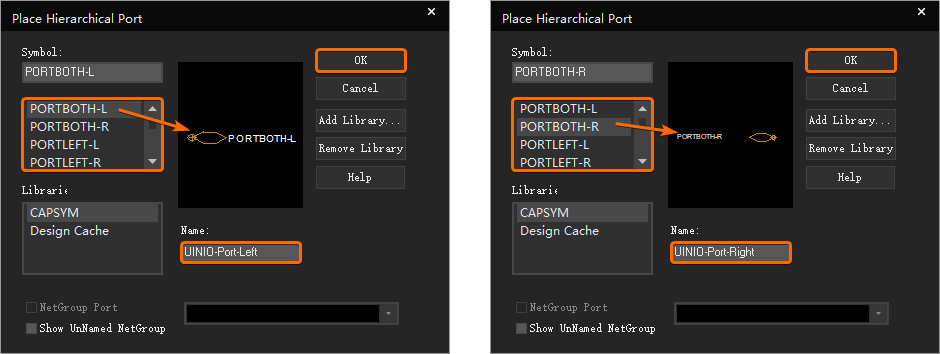 Place Hierarchical Port
Symbol:
PORTBOTH-L
PORTBOTH-L
PORTBOTH-R
PORTLEFT-L
PORTLEFT-R
PORTBOTH-L
OK
Cancel
Add Library...
Remove Library
Help
Librarie
CAPSYM
Design Cache
Name:
UINIO-Port-Left
NetGroup Port
Show UnNamed NetGroup
Place Hierarchical Port
Symbol:
PORTBOTH-R
PORTBOTH-L
PORTBOTH-R
PORTLEFT-L
PORTLEFT-R
PORTBOTH-R
OK
Cancel
Add Library...
Remove Library
Help
Librarie
CAPSYM
Design Cache
Name:
UINIO-Port-Right
NetGroup Port
Show UnNamed NetGroup